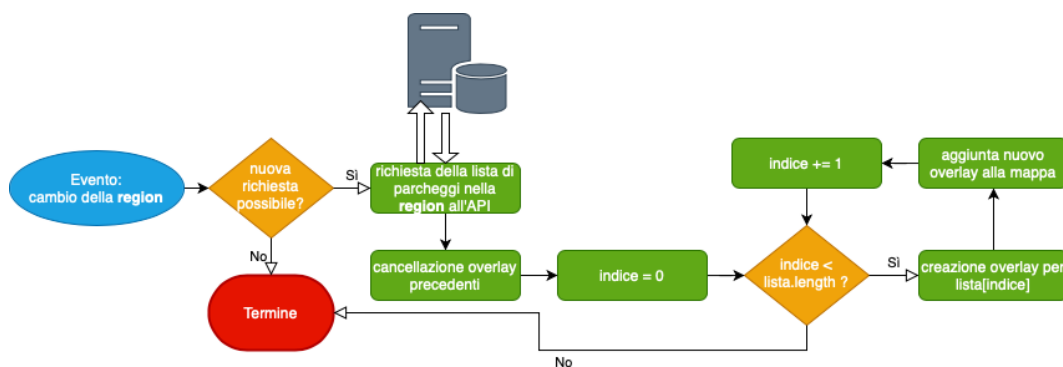 Evento:
cambio della region
nuova
richiesta
possibile?
Sì
richiesta della lista di
parcheggi nella
region all'API
No
Termine
cancellazione overlay
precedenti
indice = 0
indice <
lista.length ?
Sì
creazione overlay per
lista[indice]
aggiunta nuovo
overlay alla mappa
indice += 1
No